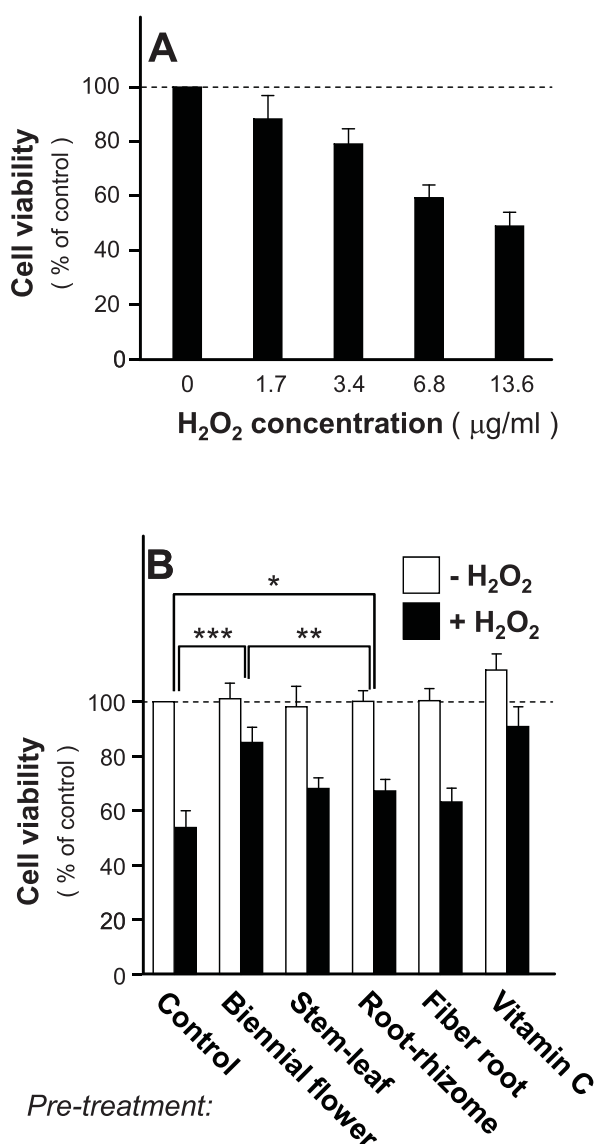 A
100
80
60
40
20
0
Cell viability
( % of control )
0 1.7 3.4 6.8 13.6
H₂O₂ concentration ( μg/ml )
B
- H₂O₂
+ H₂O₂
*
*** **
100
80
60
40
20
0
Cell viability
( % of control )
Control
Biennial flower
Stem-leaf
Root-rhizome
Fiber root
Vitamin C
Pre-treatment: